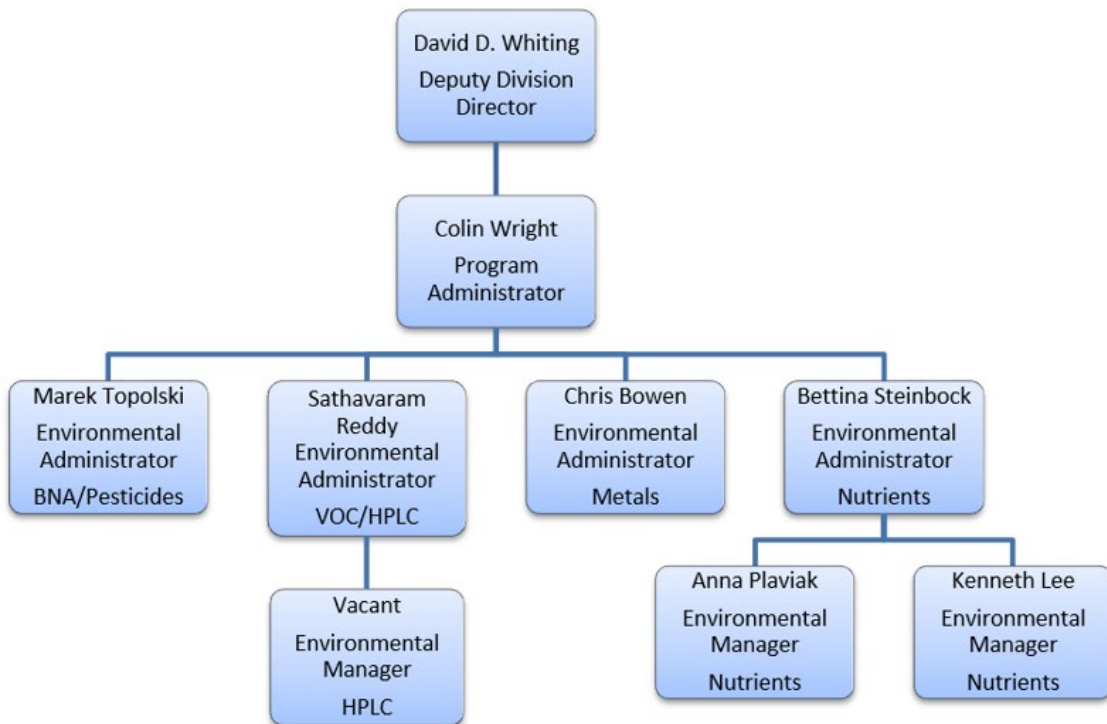 David D. Whiting
Deputy Division
Director
Colin Wright
Program
Administrator
Marek Topolski
Environmental
Administrator
BNA/Pesticides
Sathavaram
Reddy
Environmental
Administrator
VOC/HPLC
Chris Bowen
Environmental
Administrator
Metals
Bettina Steinbock
Environmental
Administrator
Nutrients
Vacant
Environmental
Manager
HPLC
Anna Plaviak
Environmental
Manager
Nutrients
Kenneth Lee
Environmental
Manager
Nutrients